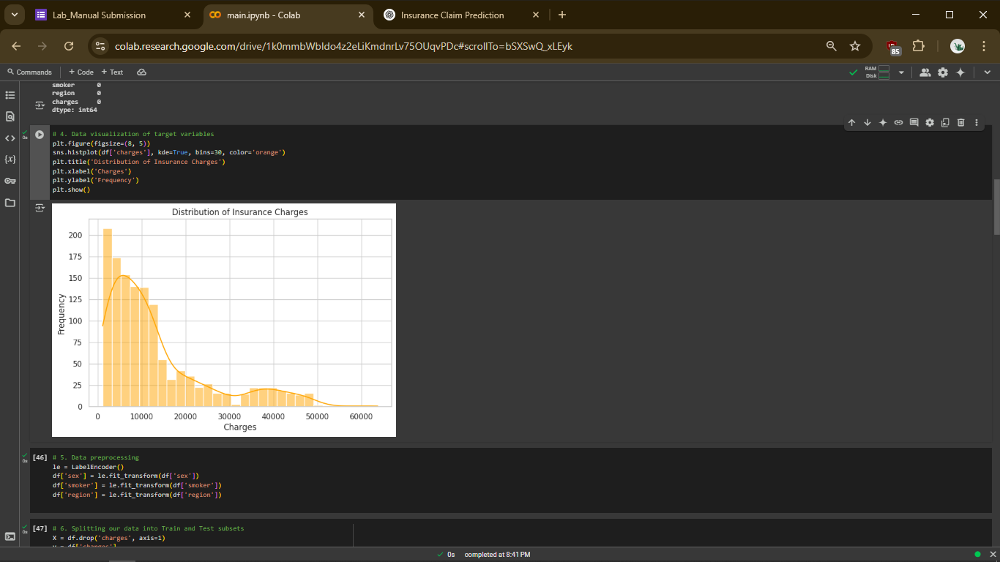 Lab_Manual Submission
main.ipynb - Colab
Insurance Claim Prediction
colab.research.google.com/drive/1k0mmbWbIdo4z2eLiKmdnrLv75OUqvPDc#scrollTo=bSXSwQ_xLEyk
85
Commands
+ Code + Text
RAM
Disk
smoker 0
region 0
charges 0
dtype: int64
0s
# 4. Data visualization of target variables
plt.figure(figsize=(8, 5))
sns.histplot(df['charges'], kde=True, bins=30, color='orange')
plt.title('Distribution of Insurance Charges')
plt.xlabel('Charges')
plt.ylabel('Frequency')
plt.show()
Distribution of Insurance Charges
200
175
150
125
100
75
50
25
0
Frequency
0 10000 20000 30000 40000 50000 60000
Charges
0s
[46] # 5. Data preprocessing
le = LabelEncoder()
df['sex'] = le.fit_transform(df['sex'])
df['smoker'] = le.fit_transform(df['smoker'])
df['region'] = le.fit_transform(df['region'])
0s
[47] # 6. Splitting our data into Train and Test subsets
X = df.drop('charges', axis=1)
y = df['charges']
0s completed at 8:41 PM